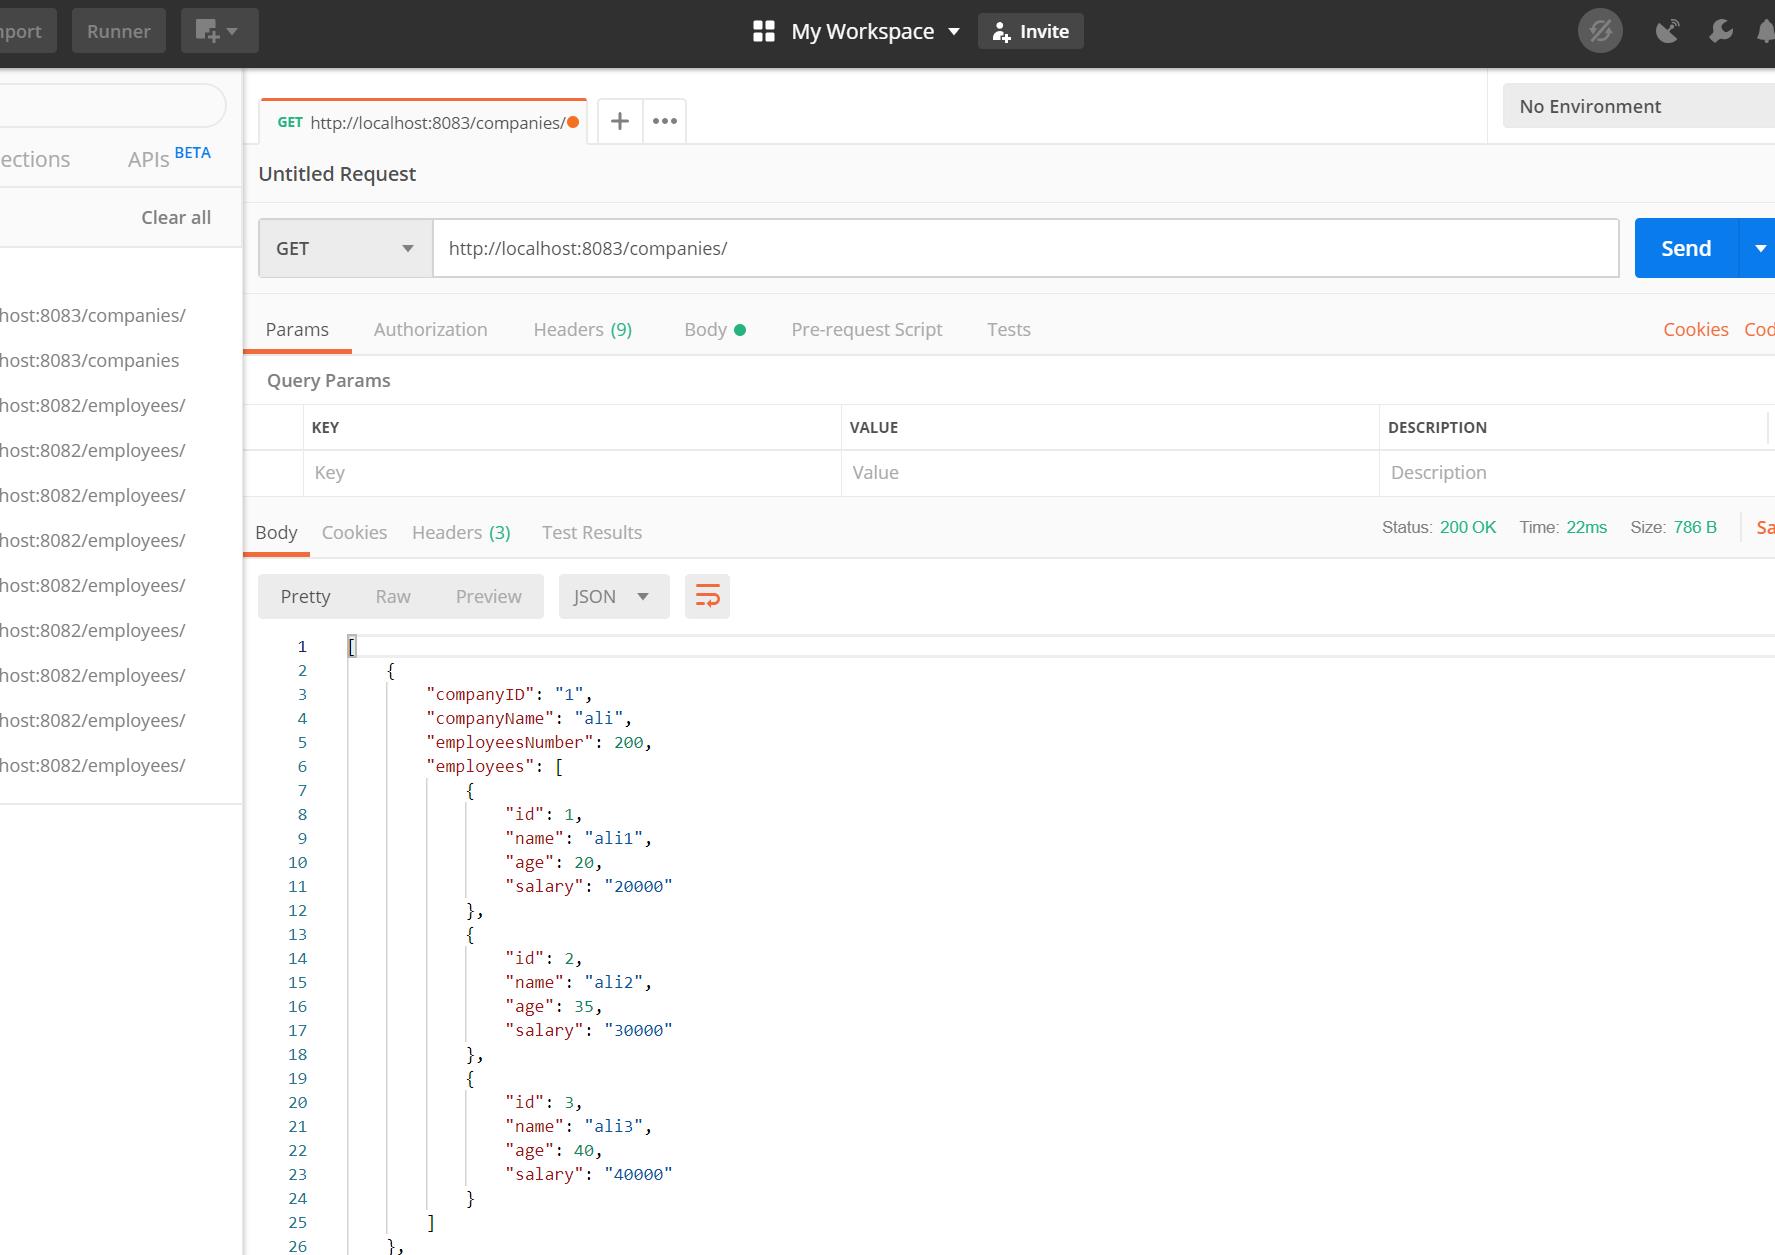 Runner
My Workspace
Invite
GET http://localhost:8083/companies/
+ •••
No Environment
APIs BETA
Untitled Request
Clear all
GET
http://localhost:8083/companies/
Send
host:8083/companies/
host:8083/companies
host:8082/employees/
host:8082/employees/
host:8082/employees/
host:8082/employees/
host:8082/employees/
host:8082/employees/
host:8082/employees/
host:8082/employees/
host:8082/employees/
Params Authorization Headers (9) Body Pre-request Script Tests
Cookies Cod
Query Params
KEY VALUE DESCRIPTION
Key Value Description
Body Cookies Headers (3) Test Results
Status: 200 OK Time: 22ms Size: 786 B Sa
Pretty Raw Preview JSON
1 [
2 {
3 "companyID": "1",
4 "companyName": "ali",
5 "employeesNumber": 200,
6 "employees": [
7 {
8 "id": 1,
9 "name": "ali1",
10 "age": 20,
11 "salary": "20000"
12 },
13 {
14 "id": 2,
15 "name": "ali2",
16 "age": 35,
17 "salary": "30000"
18 },
19 {
20 "id": 3,
21 "name": "ali3",
22 "age": 40,
23 "salary": "40000"
24 }
25 ]
26 },